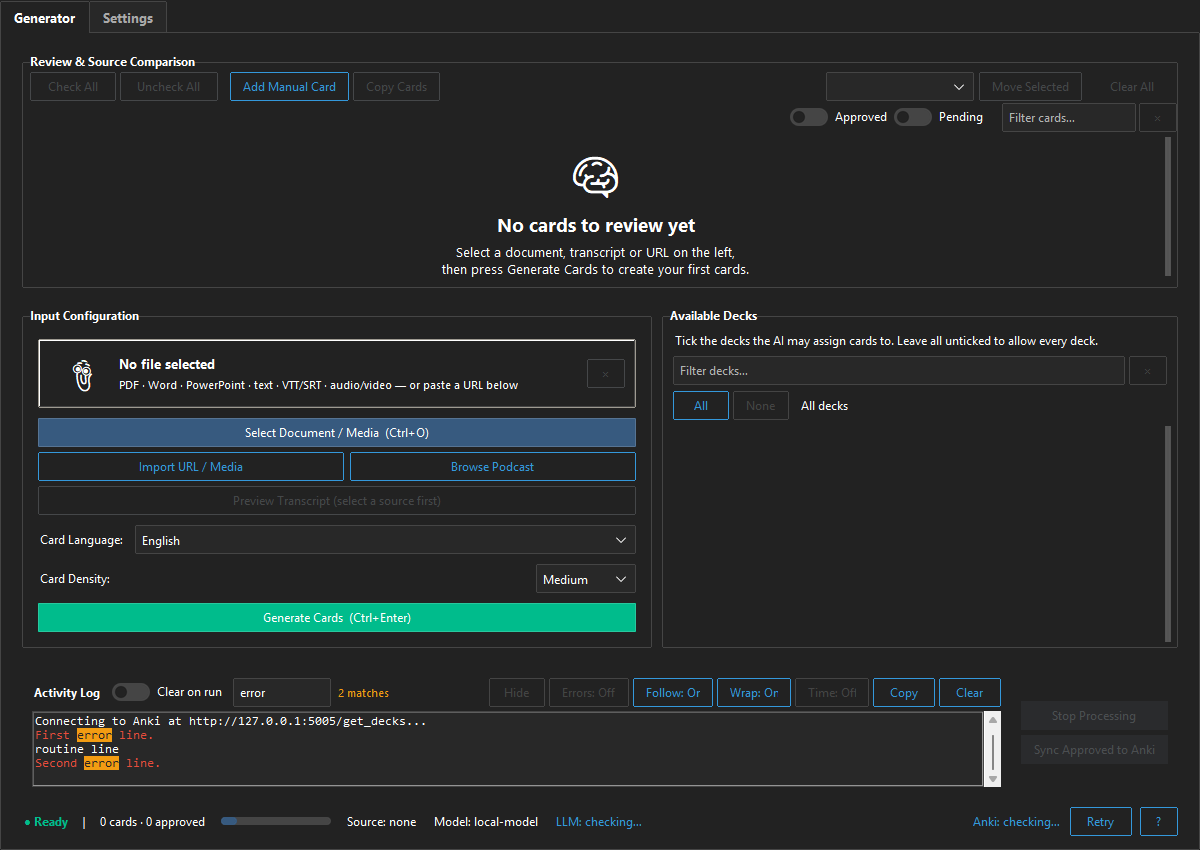 Generator Settings
Review & Source Comparison
Check All Uncheck All Add Manual Card Copy Cards Move Selected Clear All
Approved Pending Filter cards... ×
No cards to review yet
Select a document, transcript or URL on the left,
then press Generate Cards to create your first cards.
Input Configuration
No file selected ×
PDF · Word · PowerPoint · text · VTT/SRT · audio/video — or paste a URL below
Select Document / Media (Ctrl+O)
Import URL / Media Browse Podcast
Preview Transcript (select a source first)
Card Language: English
Card Density: Medium
Generate Cards (Ctrl+Enter)
Available Decks
Tick the decks the AI may assign cards to. Leave all unticked to allow every deck.
Filter decks... ×
All None All decks
Activity Log Clear on run error 2 matches Hide Errors: Off Follow: Or Wrap: Or Time: Off Copy Clear
Connecting to Anki at http://127.0.0.1:5005/get_decks...
First error line.
routine line
Second error line.
Stop Processing
Sync Approved to Anki
● Ready | 0 cards · 0 approved Source: none Model: local-model LLM: checking... Anki: checking... Retry ?